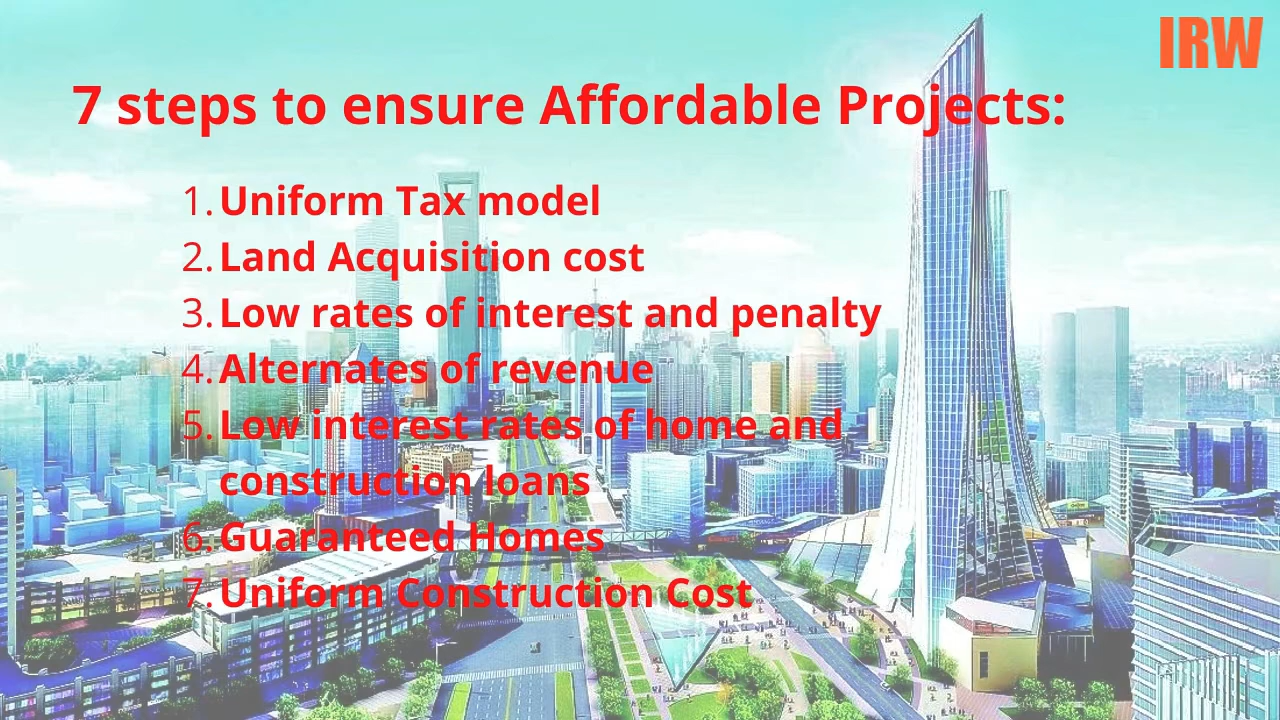 IRW
7 steps to ensure Affordable Projects:
1. Uniform Tax model
2. Land Acquisition cost
3. Low rates of interest and penalty
4. Alternates of revenue
5. Low interest rates of home and
construction loans
6. Guaranteed Homes
7. Uniform Construction Cost